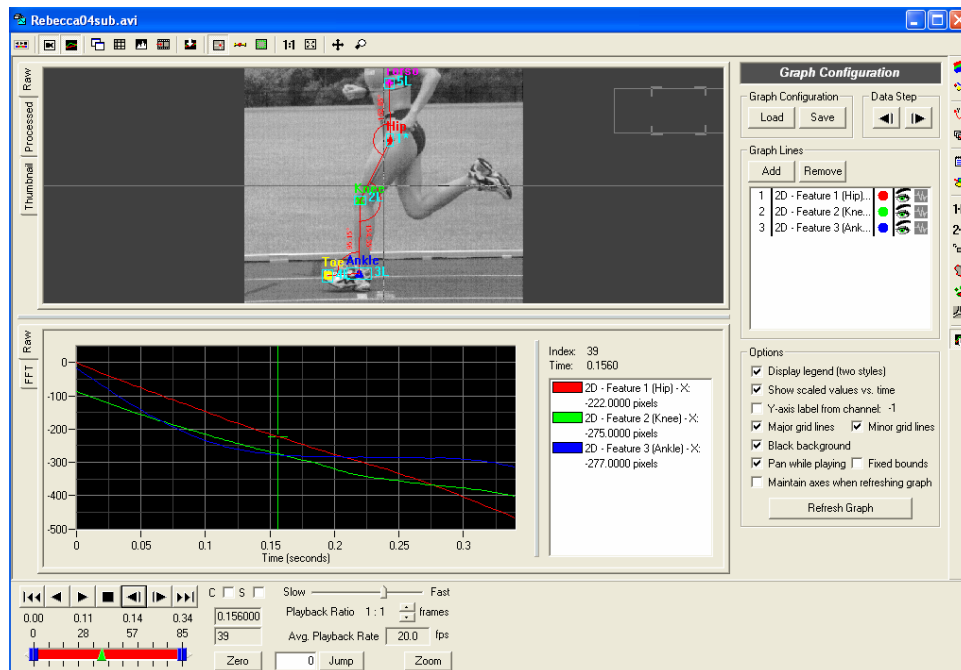 Rebecca04sub.avi
1:1
Raw
Processed
Thumbnail
5L
Hip
2L
Toe
Ankle
3L
Graph Configuration
Graph Configuration
Data Step
Load
Save
Graph Lines
Add
Remove
1 2D - Feature 1 (Hip)...
2 2D - Feature 2 (Kne...
3 2D - Feature 3 (Ank...
Raw
FFT
0
-100
-200
-300
-400
-500
0 0.05 0.1 0.15 0.2 0.25 0.3
Time (seconds)
Index: 39
Time: 0.1560
2D - Feature 1 (Hip) - X:
-222.0000 pixels
2D - Feature 2 (Knee) - X:
-275.0000 pixels
2D - Feature 3 (Ankle) - X:
-277.0000 pixels
Options
Display legend (two styles)
Show scaled values vs. time
Y-axis label from channel: -1
Major grid lines
Minor grid lines
Black background
Pan while playing
Fixed bounds
Maintain axes when refreshing graph
Refresh Graph
C S
Slow Fast
0.00 0.11 0.14 0.34
0.156000
Playback Ratio 1 : 1 frames
0 28 57 85
39
Avg. Playback Rate 20.0 fps
Zero
0
Jump
Zoom